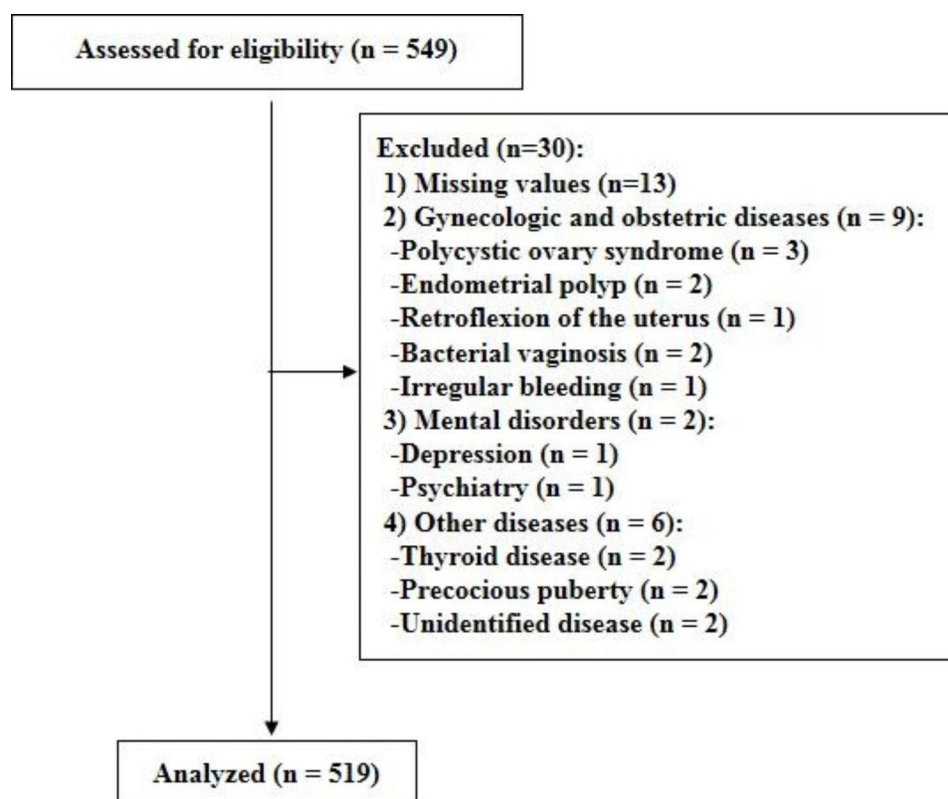 Assessed for eligibility (n = 549)
Excluded (n=30):
1) Missing values (n=13)
2) Gynecologic and obstetric diseases (n = 9):
-Polycystic ovary syndrome (n = 3)
-Endometrial polyp (n = 2)
-Retroflexion of the uterus (n = 1)
-Bacterial vaginosis (n = 2)
-Irregular bleeding (n = 1)
3) Mental disorders (n = 2):
-Depression (n = 1)
-Psychiatry (n = 1)
4) Other diseases (n = 6):
-Thyroid disease (n = 2)
-Precocious puberty (n = 2)
-Unidentified disease (n = 2)
Analyzed (n = 519)